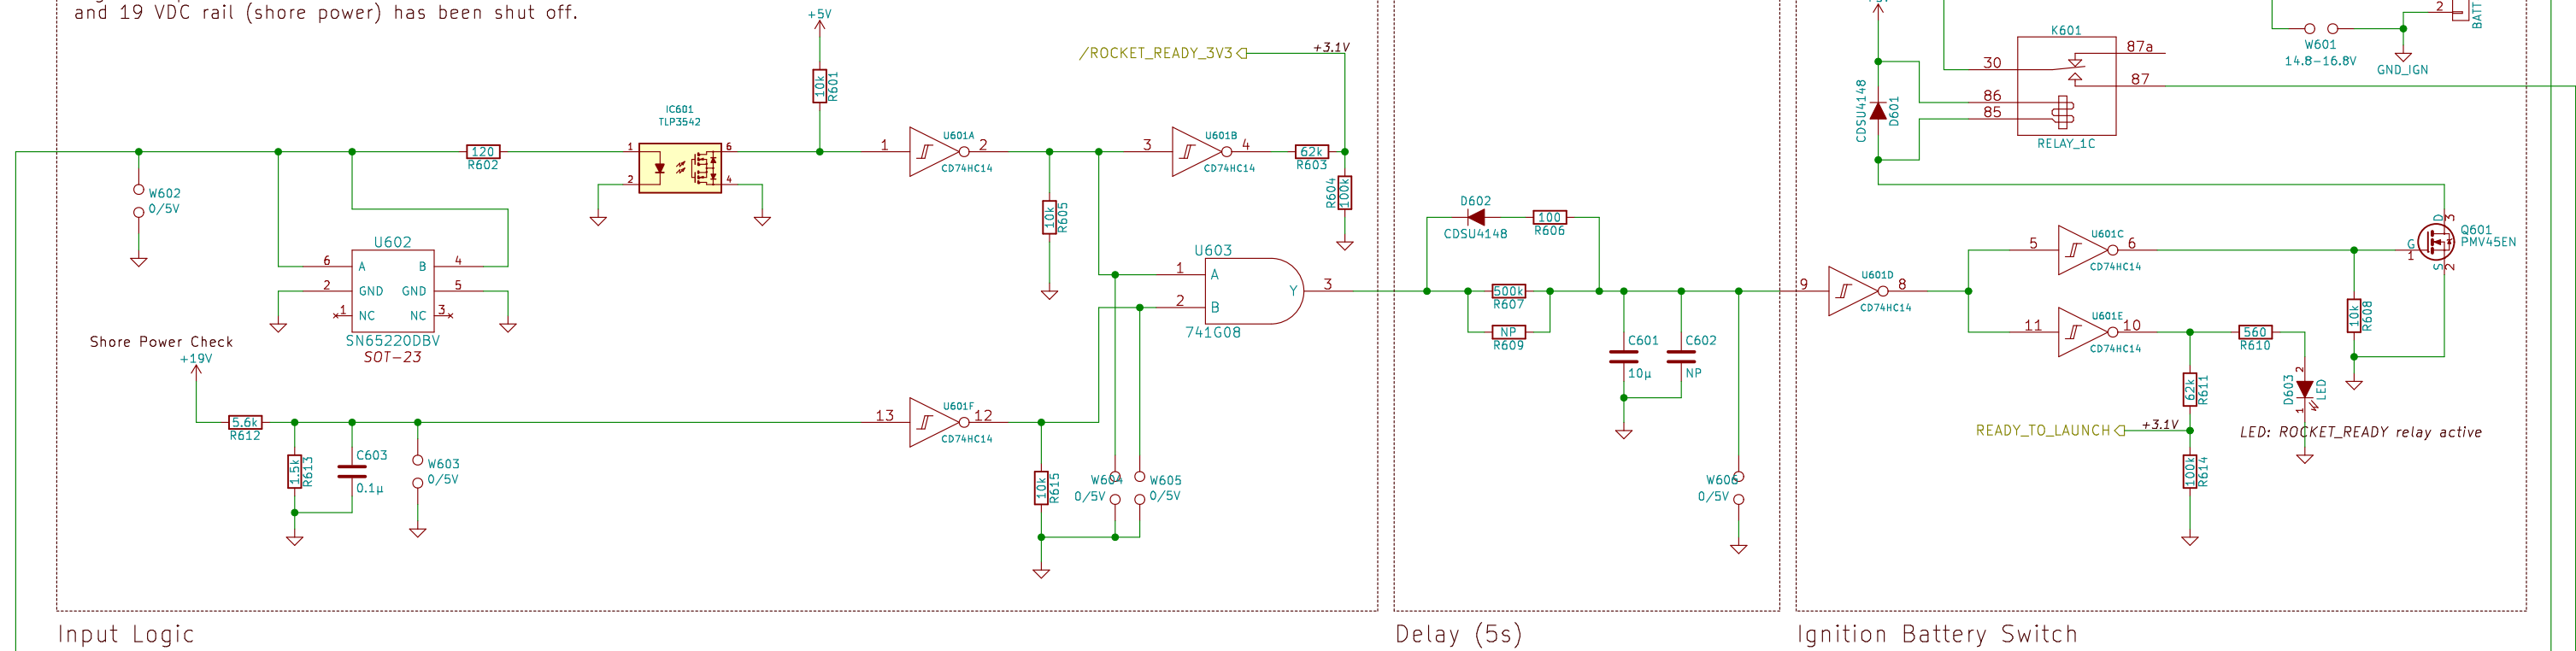 and 19 VDC rail (shore power) has been shut off.
+5V
10k
R601
/ROCKET_READY_3V3
+3.1V
IC601
TLP3542
120
R602
1
2
6
4
1
U601A
2
CD74HC14
3
U601B
4
CD74HC14
62k
R603
R604
100k
10k
R605
W602
0/5V
U602
6
A
B
4
2
GND
GND
5
1
NC
NC
3
SN65220DBV
SOT-23
Shore Power Check
+19V
5.6k
R612
1.5k
R613
C603
0.1µ
W603
0/5V
13
U601F
12
CD74HC14
10k
R615
W604
0/5V
W605
0/5V
U603
1
A
2
B
Y
3
741G08
Input Logic
D602
CDSU4148
100
R606
500k
R607
NP
R609
C601
10µ
C602
NP
W606
0/5V
Delay (5s)
CDSU4148
D601
K601
30
86
85
87a
87
RELAY_1C
W601
14.8-16.8V
GND_IGN
2
BATT
9
U601D
8
CD74HC14
5
U601C
6
CD74HC14
11
U601E
10
CD74HC14
D
3
G
1
S
2
Q601
PMV45EN
10k
R608
560
R610
62k
R611
D603
2
1
LED
READY_TO_LAUNCH
+3.1V
LED: ROCKET_READY relay active
100k
R614
Ignition Battery Switch